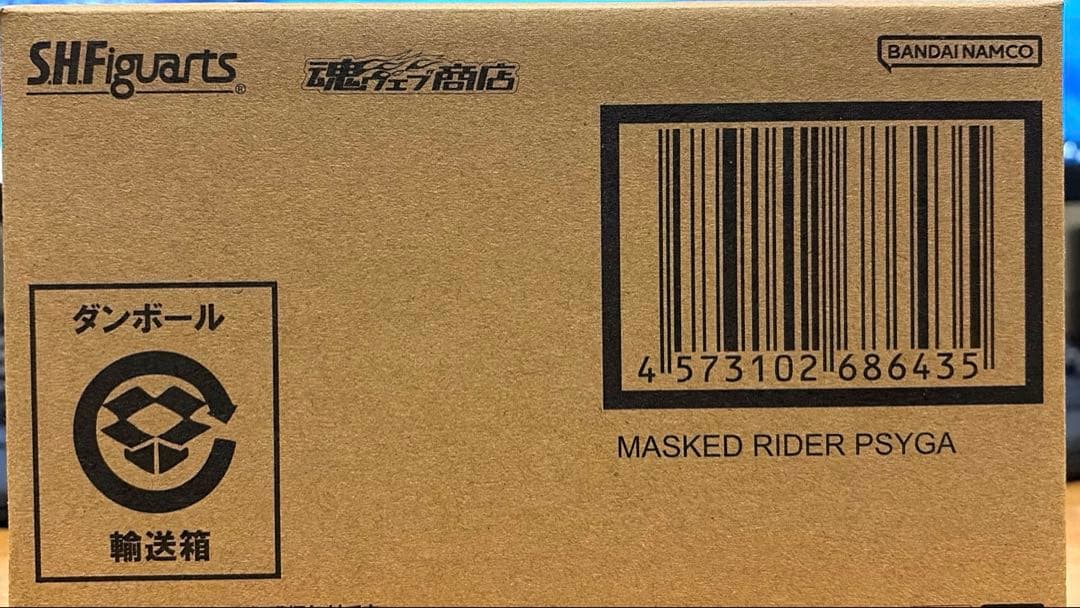 S.H.Figuarts®
魂ウェブ商店
BANDAI NAMCO
4 573102 686435
MASKED RIDER PSYGA
ダンボール
輸送箱